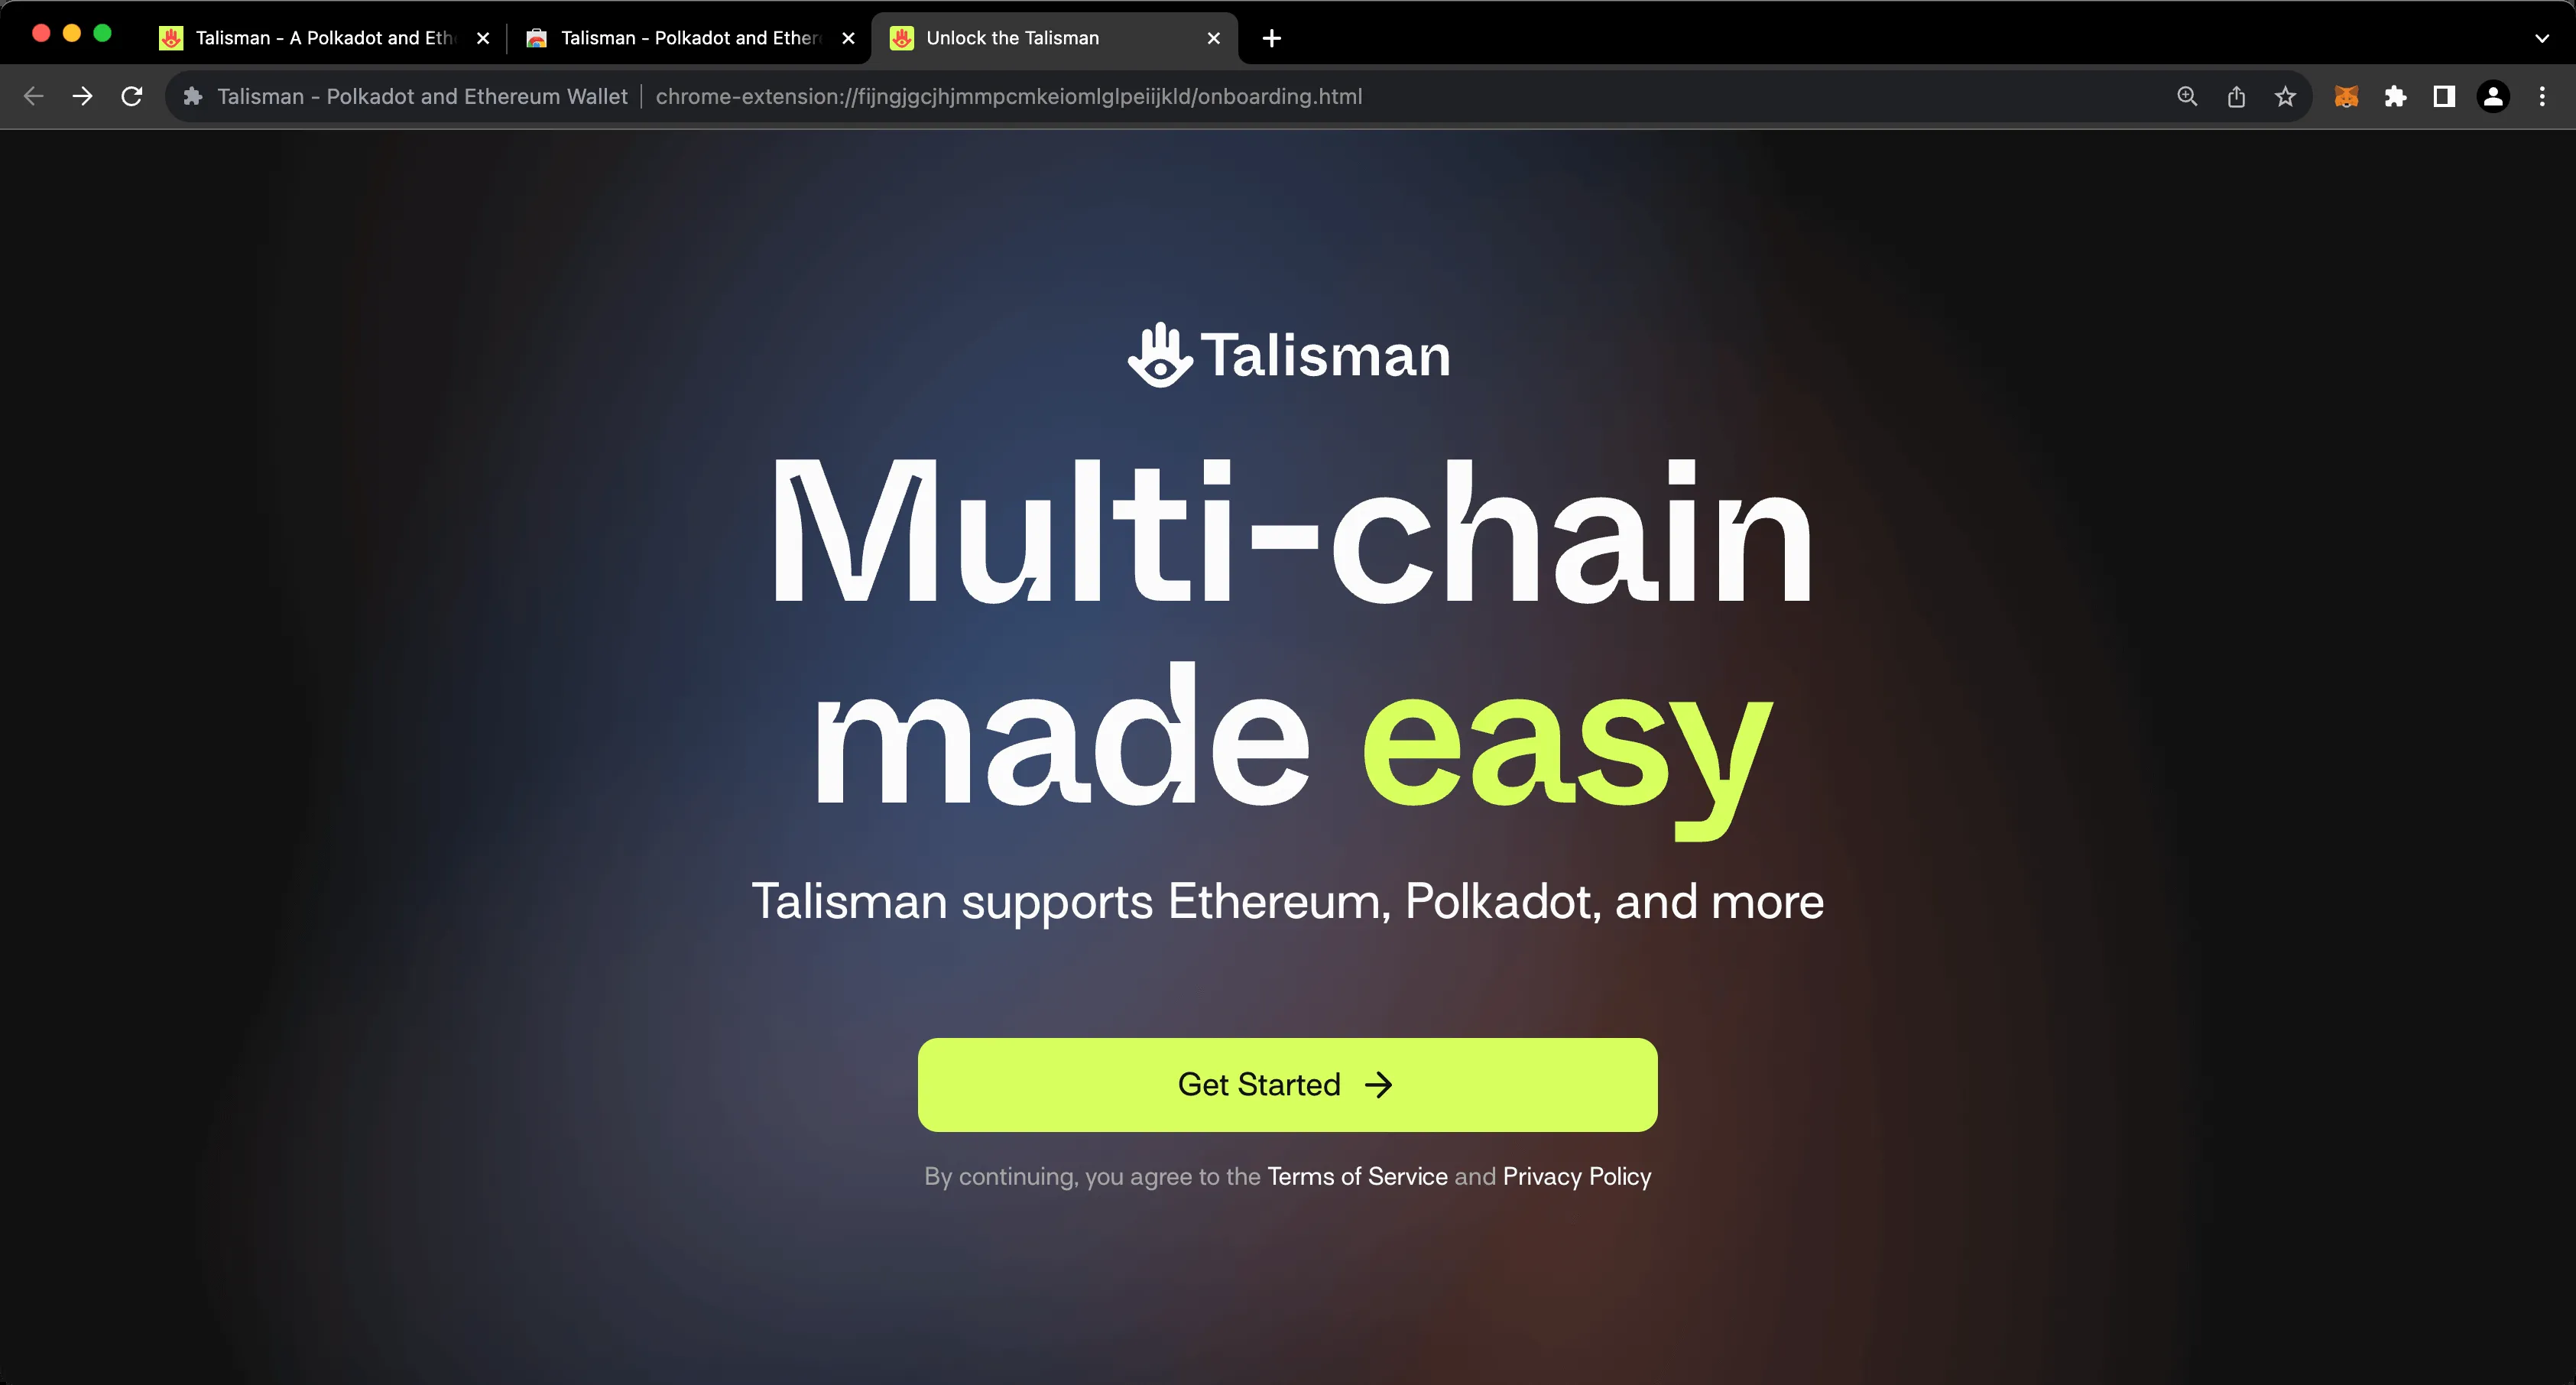 Talisman - A Polkadot and Eth
Talisman - Polkadot and Ether
Unlock the Talisman
Talisman - Polkadot and Ethereum Wallet
chrome-extension://fijngjgcjhjmmpcmkeiomlglpeiijkld/onboarding.html
Talisman
Multi-chain
made easy
Talisman supports Ethereum, Polkadot, and more
Get Started →
By continuing, you agree to the Terms of Service and Privacy Policy